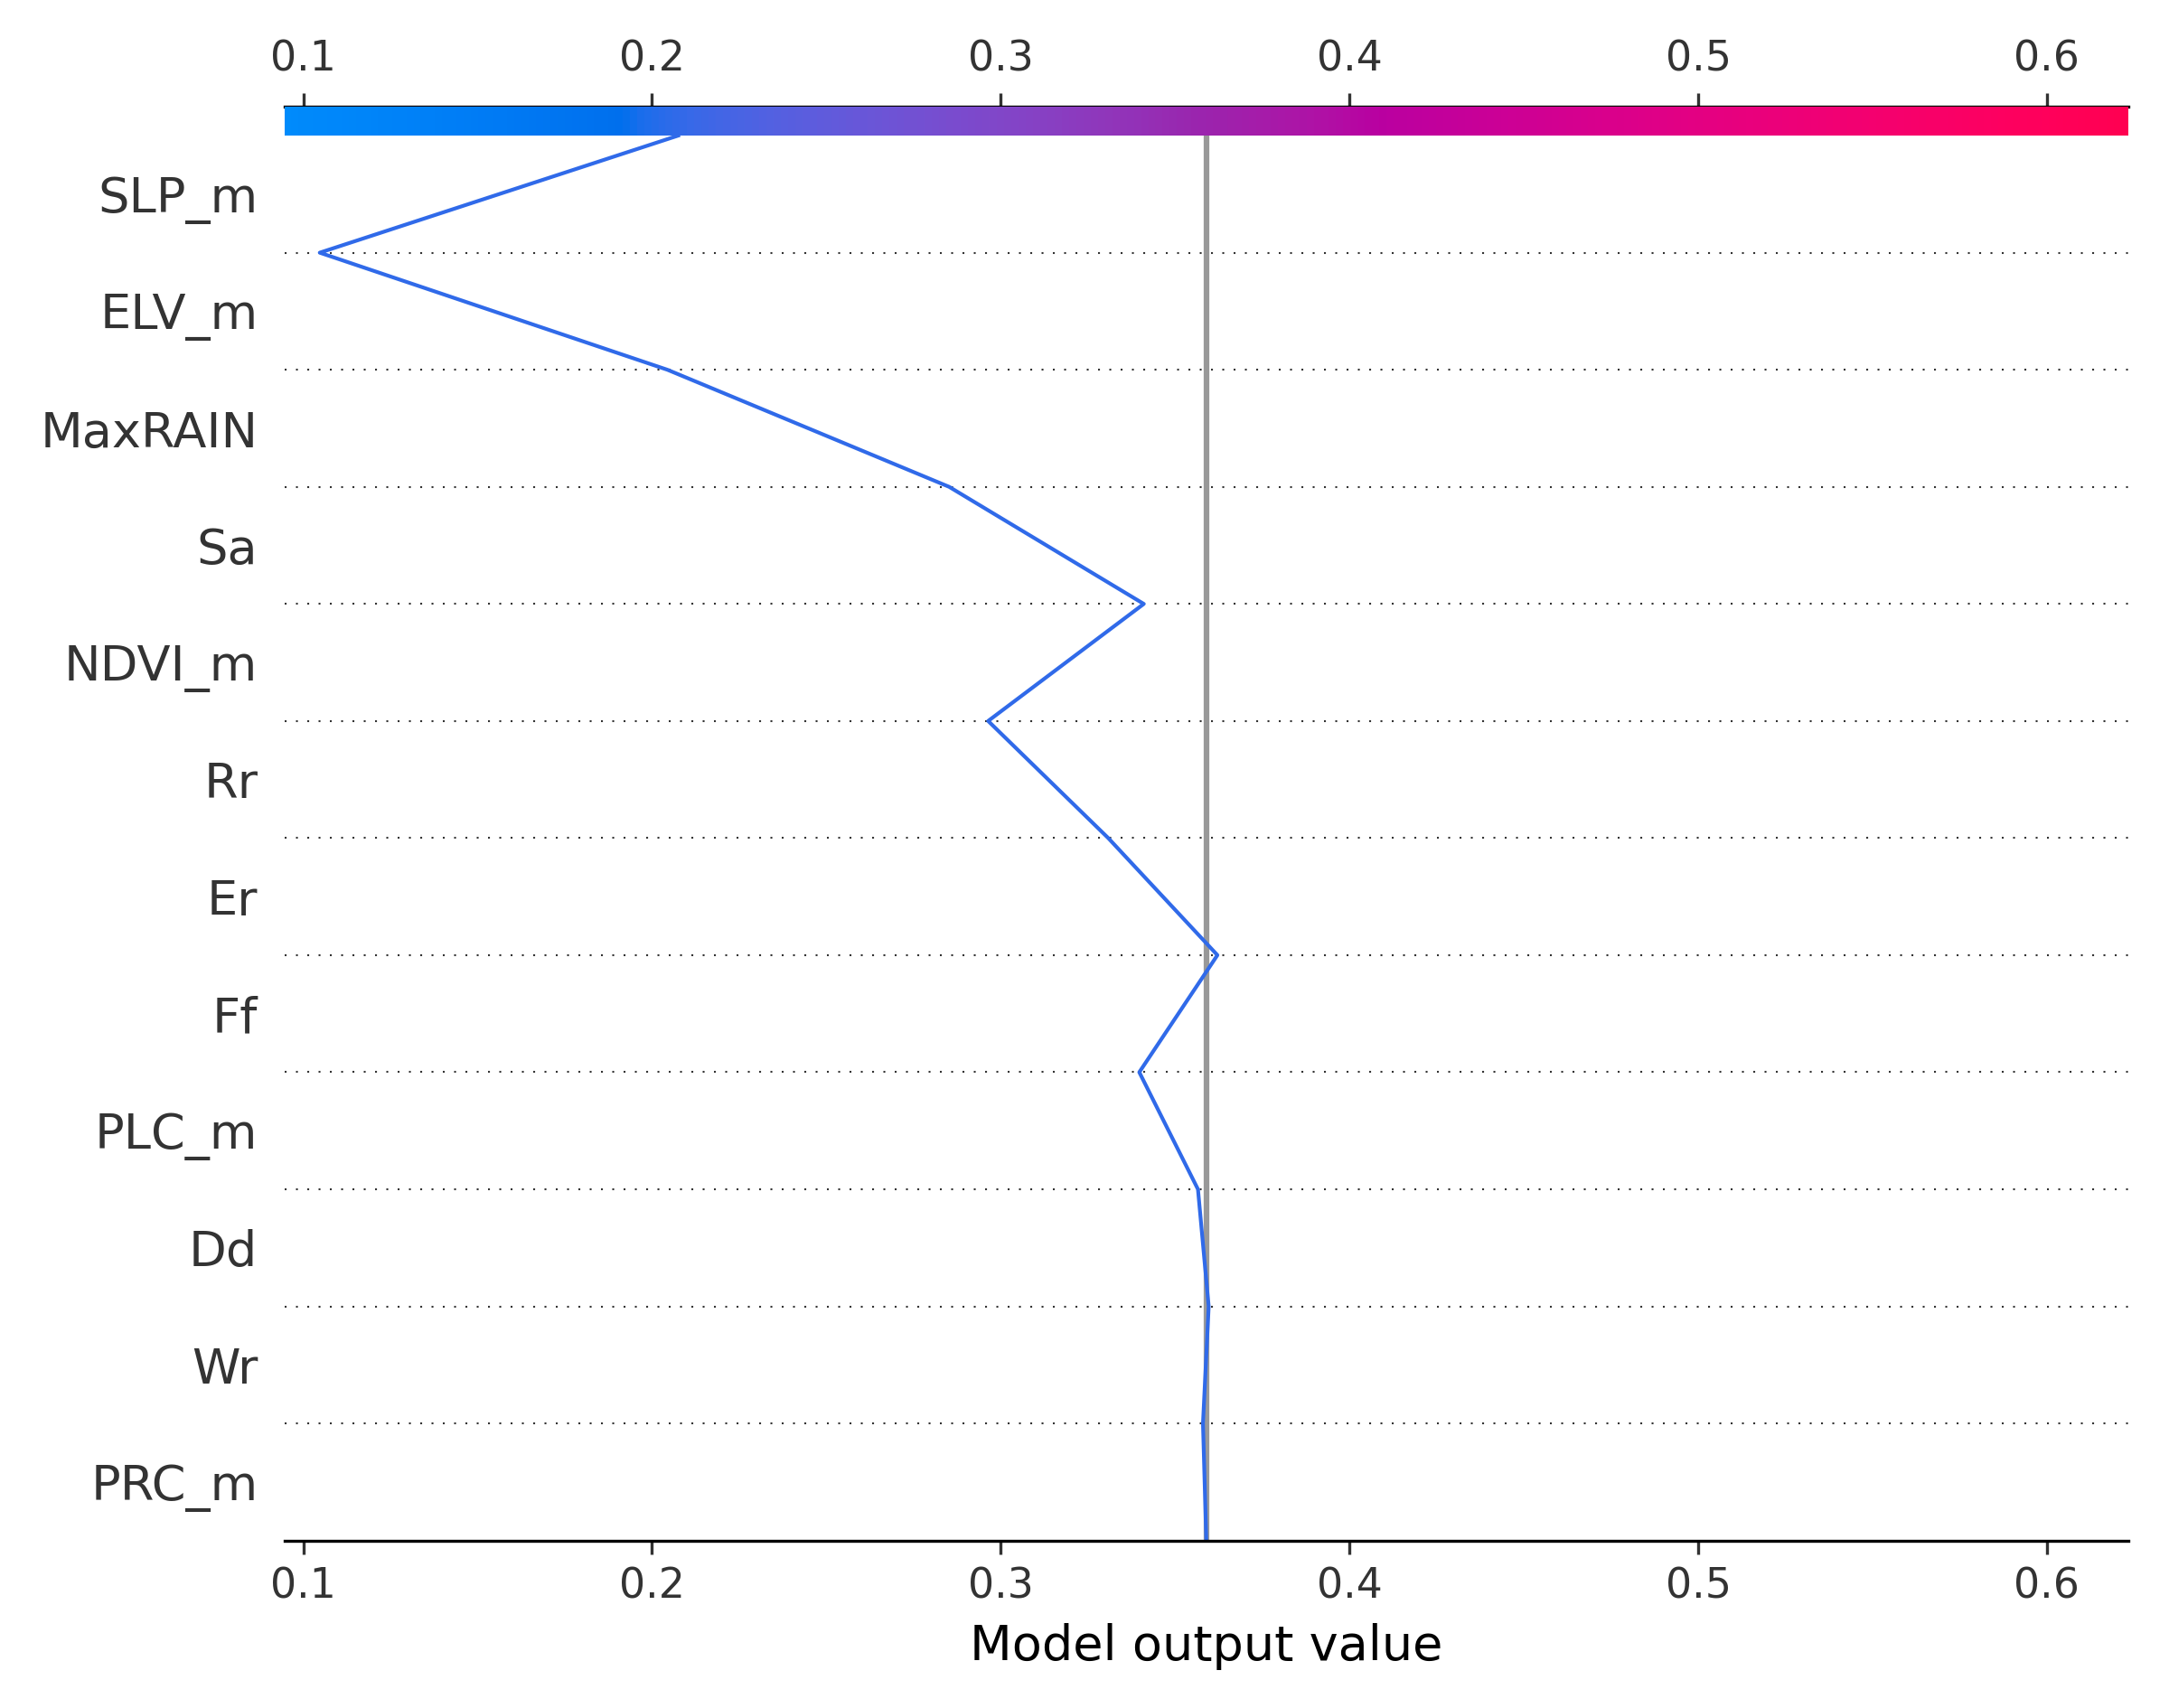 0.1 0.2 0.3 0.4 0.5 0.6
SLP_m
ELV_m
MaxRAIN
Sa
NDVI_m
Rr
Er
Ff
PLC_m
Dd
Wr
PRC_m
0.1 0.2 0.3 0.4 0.5 0.6
Model output value